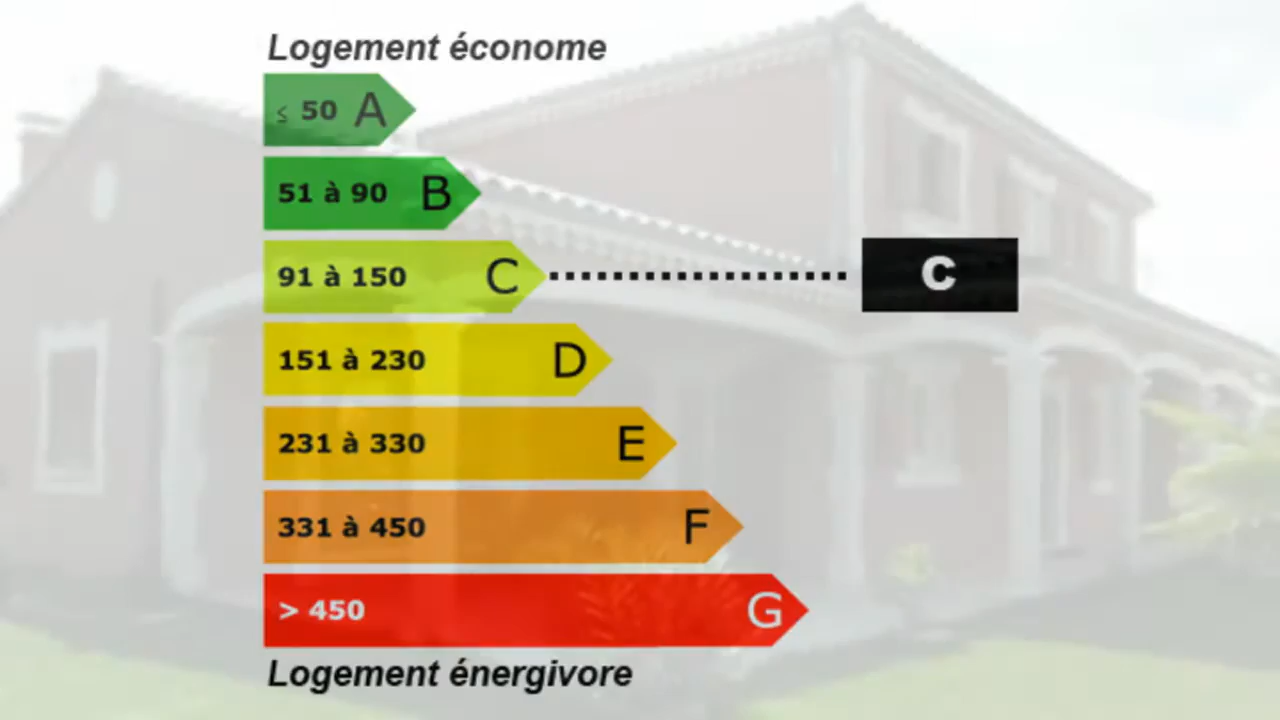 Logement économe
≤ 50 A
51 à 90 B
91 à 150 C
C
151 à 230 D
231 à 330 E
331 à 450 F
> 450 G
Logement énergivore